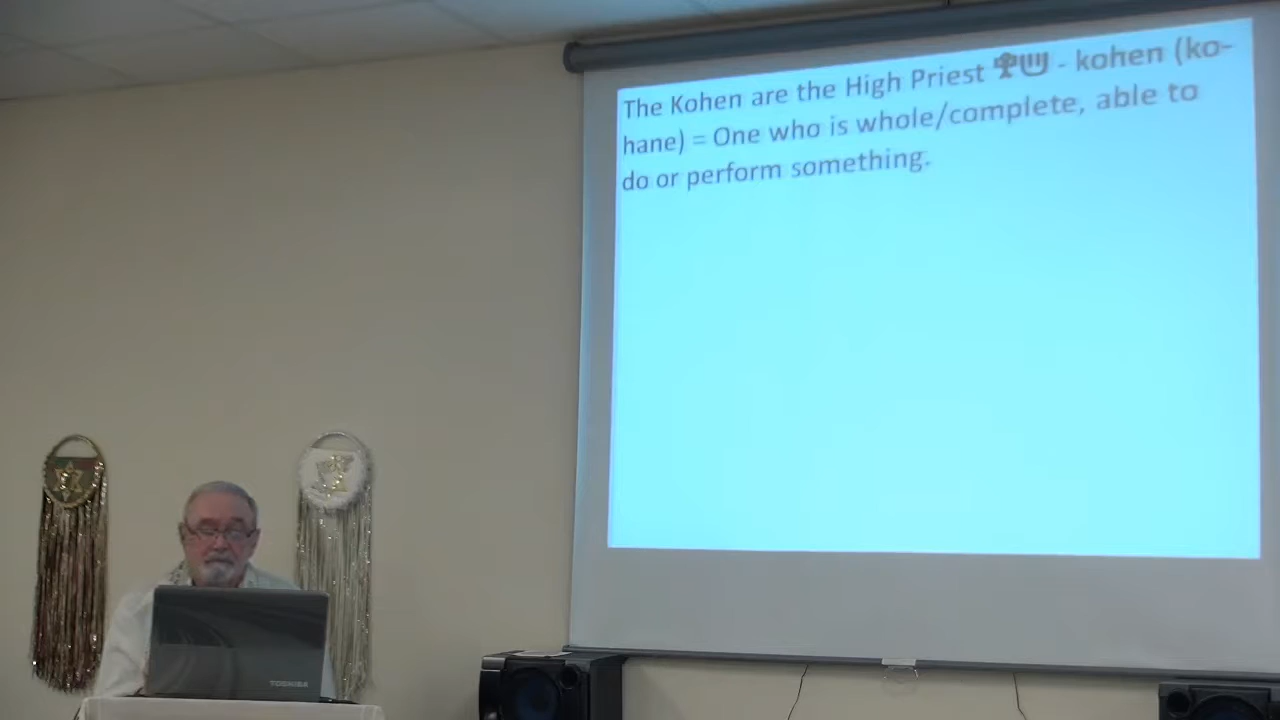 The Kohen are the High Priest - kohen (ko-
hane) = One who is whole/complete, able to
do or perform something.
TOSHIBA